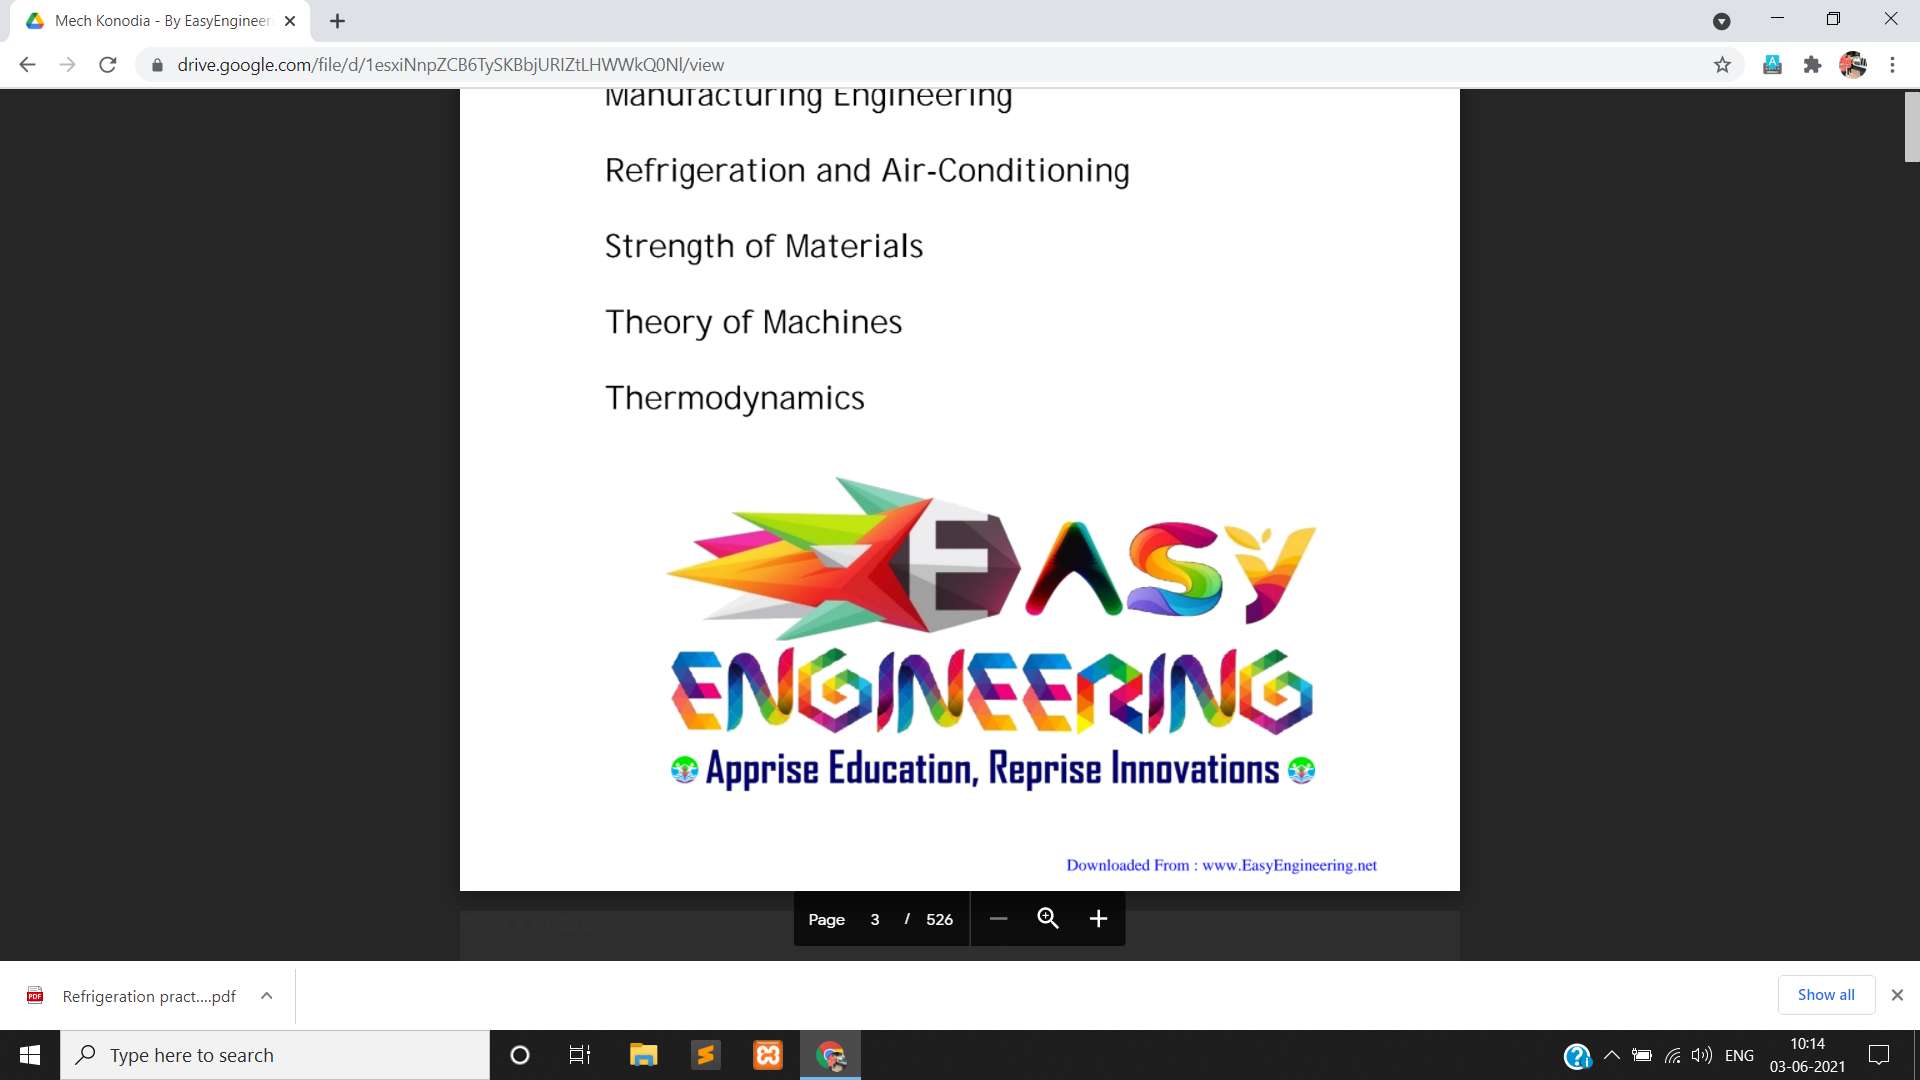 Mech Konodia - By EasyEngineer
drive.google.com/file/d/1esxiNnpZCB6TySKBbjURIZtLHWWkQ0Nl/view
Manufacturing Engineering
Refrigeration and Air-Conditioning
Strength of Materials
Theory of Machines
Thermodynamics
EASY
ENGINEERING
Apprise Education, Reprise Innovations
Downloaded From : www.EasyEngineering.net
Page 3 / 526
Refrigeration pract....pdf
Show all
Type here to search
ENG
10:14
03-06-2021